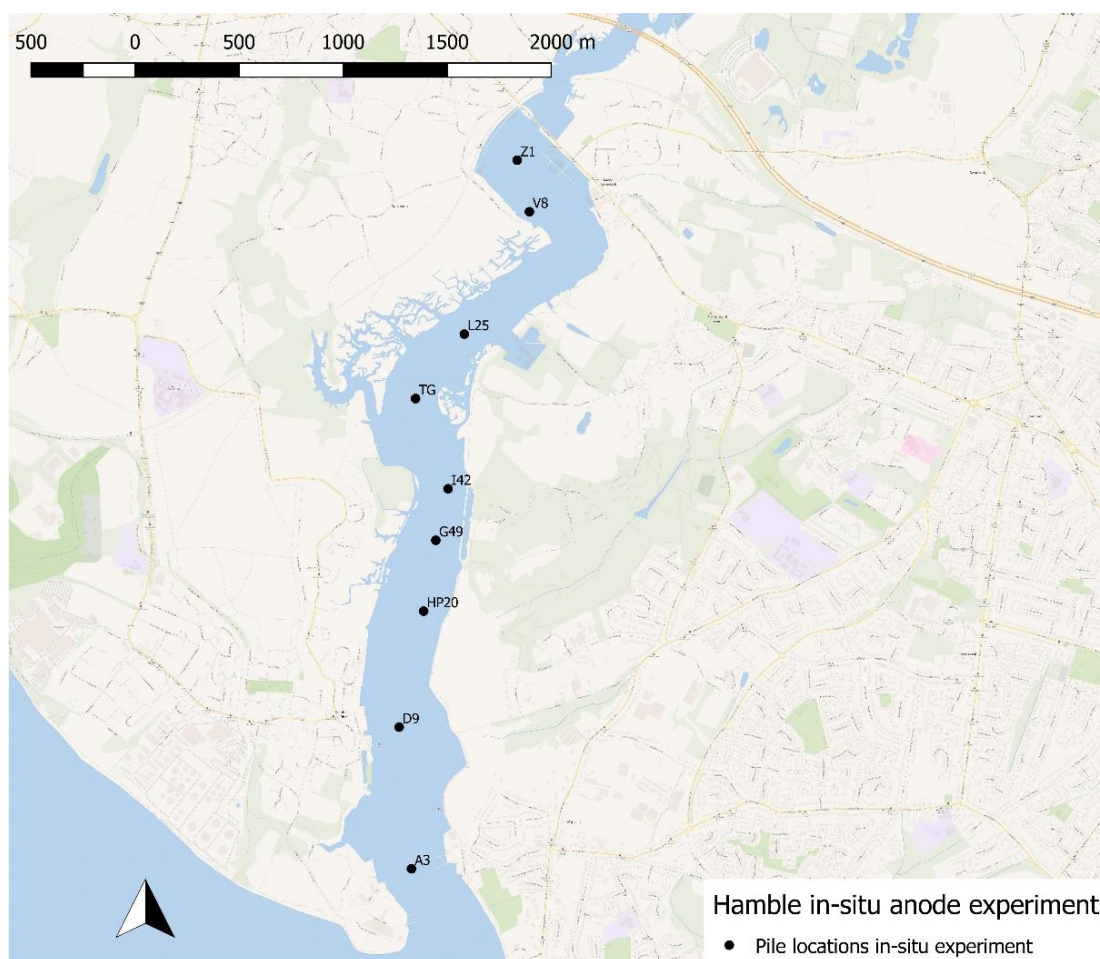 500 0 500 1000 1500 2000 m
Z1
V8
L25
TG
I42
G49
HP20
D9
A3
Hamble in-situ anode experiment
Pile locations in-situ experiment